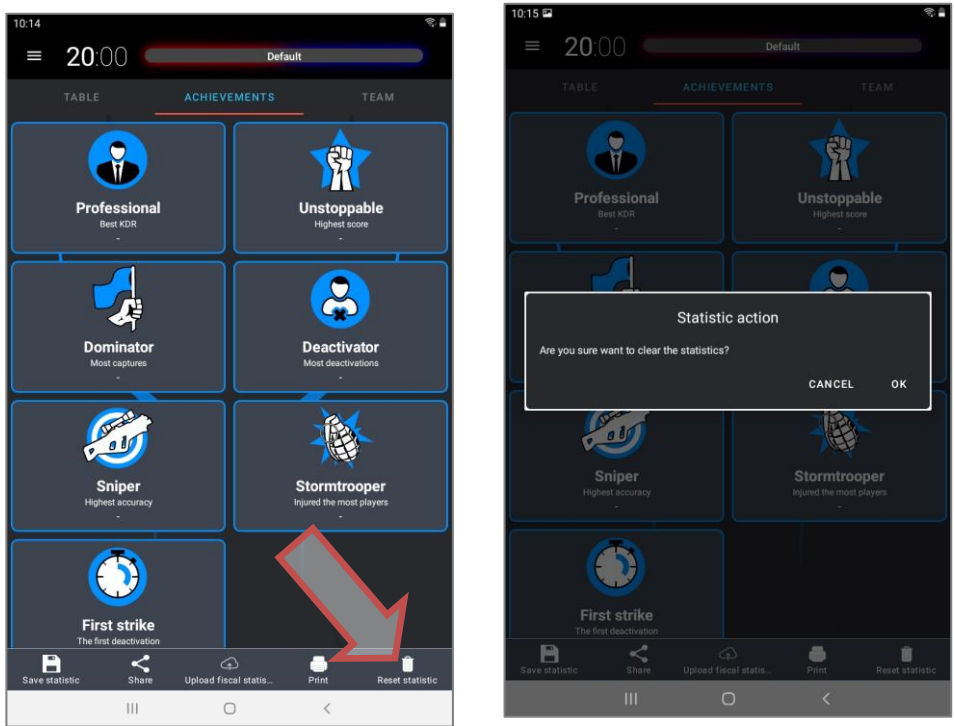 10:14
20:00
Default
TABLE ACHIEVEMENTS TEAM
Professional
Best KDR
-
Unstoppable
Highest score
-
Dominator
Most captures
-
Deactivator
Most deactivations
-
Sniper
Highest accuracy
-
Stormtrooper
Injured the most players
-
First strike
The first deactivation
Save statistic Share Upload fiscal statis... Print Reset statistic
10:15
20:00
Default
TABLE ACHIEVEMENTS TEAM
Professional
Best KDR
-
Unstoppable
Highest score
-
Statistic action
Are you sure want to clear the statistics?
CANCEL OK
Sniper
Highest accuracy
-
Stormtrooper
Injured the most players
-
First strike
The first deactivation
Save statistic Share Upload fiscal statis... Print Reset statistic